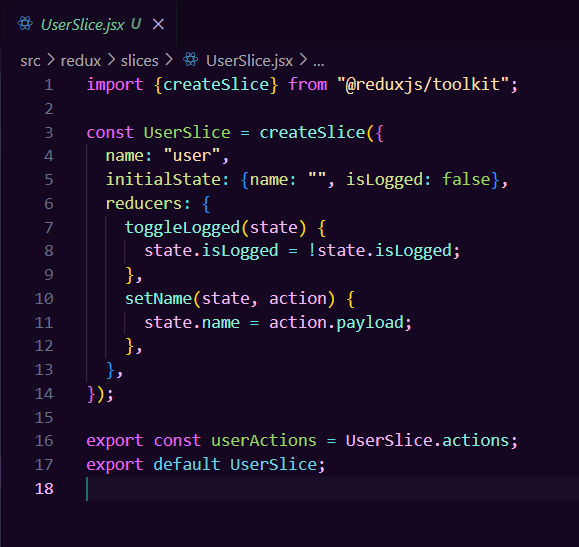 UserSlice.jsx U ×
src > redux > slices > UserSlice.jsx > ...
1 import {createSlice} from "@reduxjs/toolkit";
2
3 const UserSlice = createSlice({
4   name: "user",
5   initialState: {name: "", isLogged: false},
6   reducers: {
7     toggleLogged(state) {
8       state.isLogged = !state.isLogged;
9     },
10     setName(state, action) {
11       state.name = action.payload;
12     },
13   },
14 });
15
16 export const userActions = UserSlice.actions;
17 export default UserSlice;
18